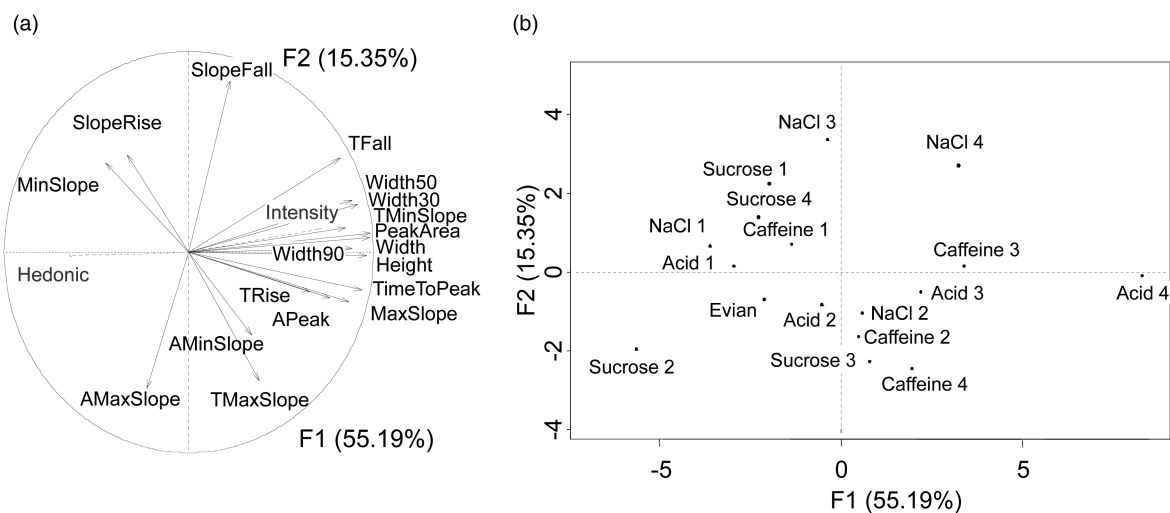 (a)
F2 (15.35%)
SlopeFall
SlopeRise
TFall
MinSlope
Width50
Width30
Intensity
TMinSlope
PeakArea
Width
Width90
Height
Hedonic
TimeToPeak
TRise
MaxSlope
APeak
AMinSlope
AMaxSlope
TMaxSlope
F1 (55.19%)
(b)
F2 (15.35%)
4
2
0
-2
-4
NaCl 3
NaCl 4
Sucrose 1
Sucrose 4
NaCl 1
Caffeine 1
Caffeine 3
Acid 1
Acid 3
Acid 4
Evian
Acid 2
NaCl 2
Caffeine 2
Sucrose 3
Sucrose 2
Caffeine 4
-5
0
5
F1 (55.19%)